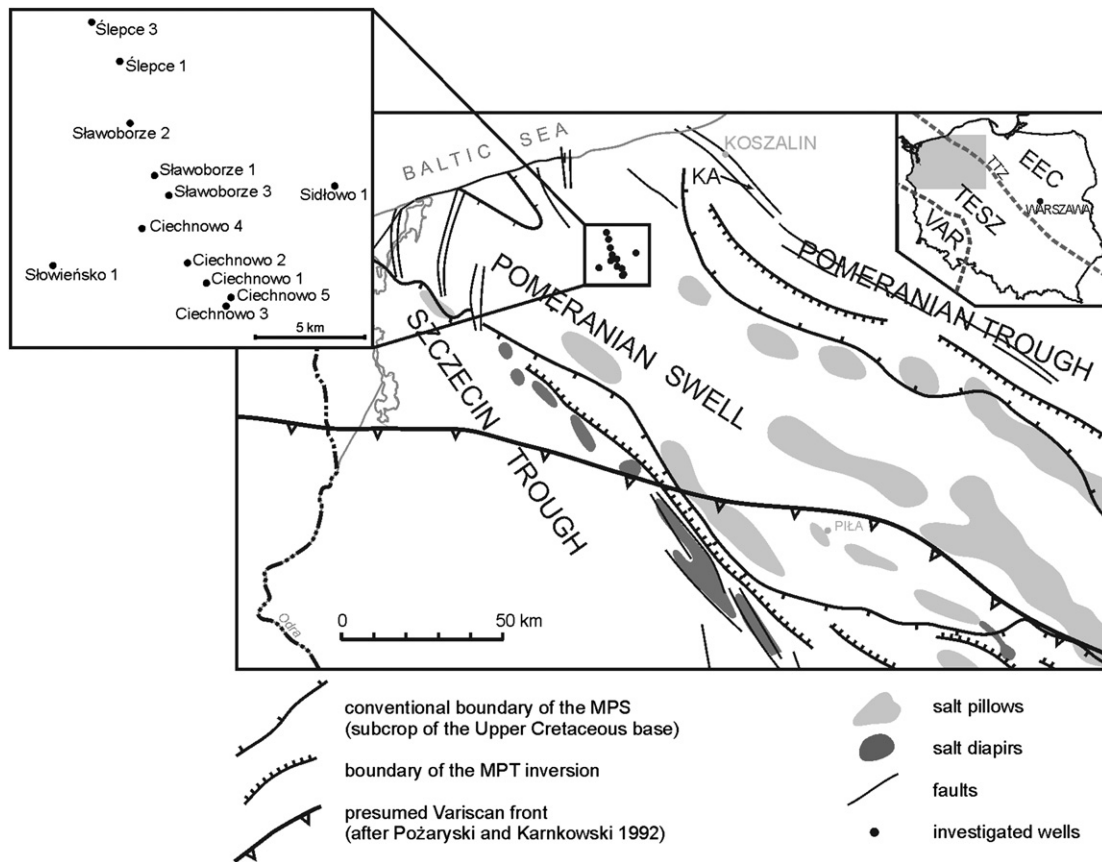 Ślepce 3
Ślepce 1
Sławoborze 2
Sławoborze 1
Sławoborze 3
Sidłowo 1
Ciechnowo 4
Słowieńsko 1
Ciechnowo 2
Ciechnowo 1
Ciechnowo 5
Ciechnowo 3
5 km
BALTIC SEA
KOSZALIN
KA
EEC
TTZ
WARSZAWA
TESZ
VAR
POMERANIAN TROUGH
POMERANIAN SWELL
SZCZECIN TROUGH
PIŁA
Odra
0 50 km
conventional boundary of the MPS
(subcrop of the Upper Cretaceous base)
boundary of the MPT inversion
presumed Variscan front
(after Pożaryski and Karnkowski 1992)
salt pillows
salt diapirs
faults
investigated wells